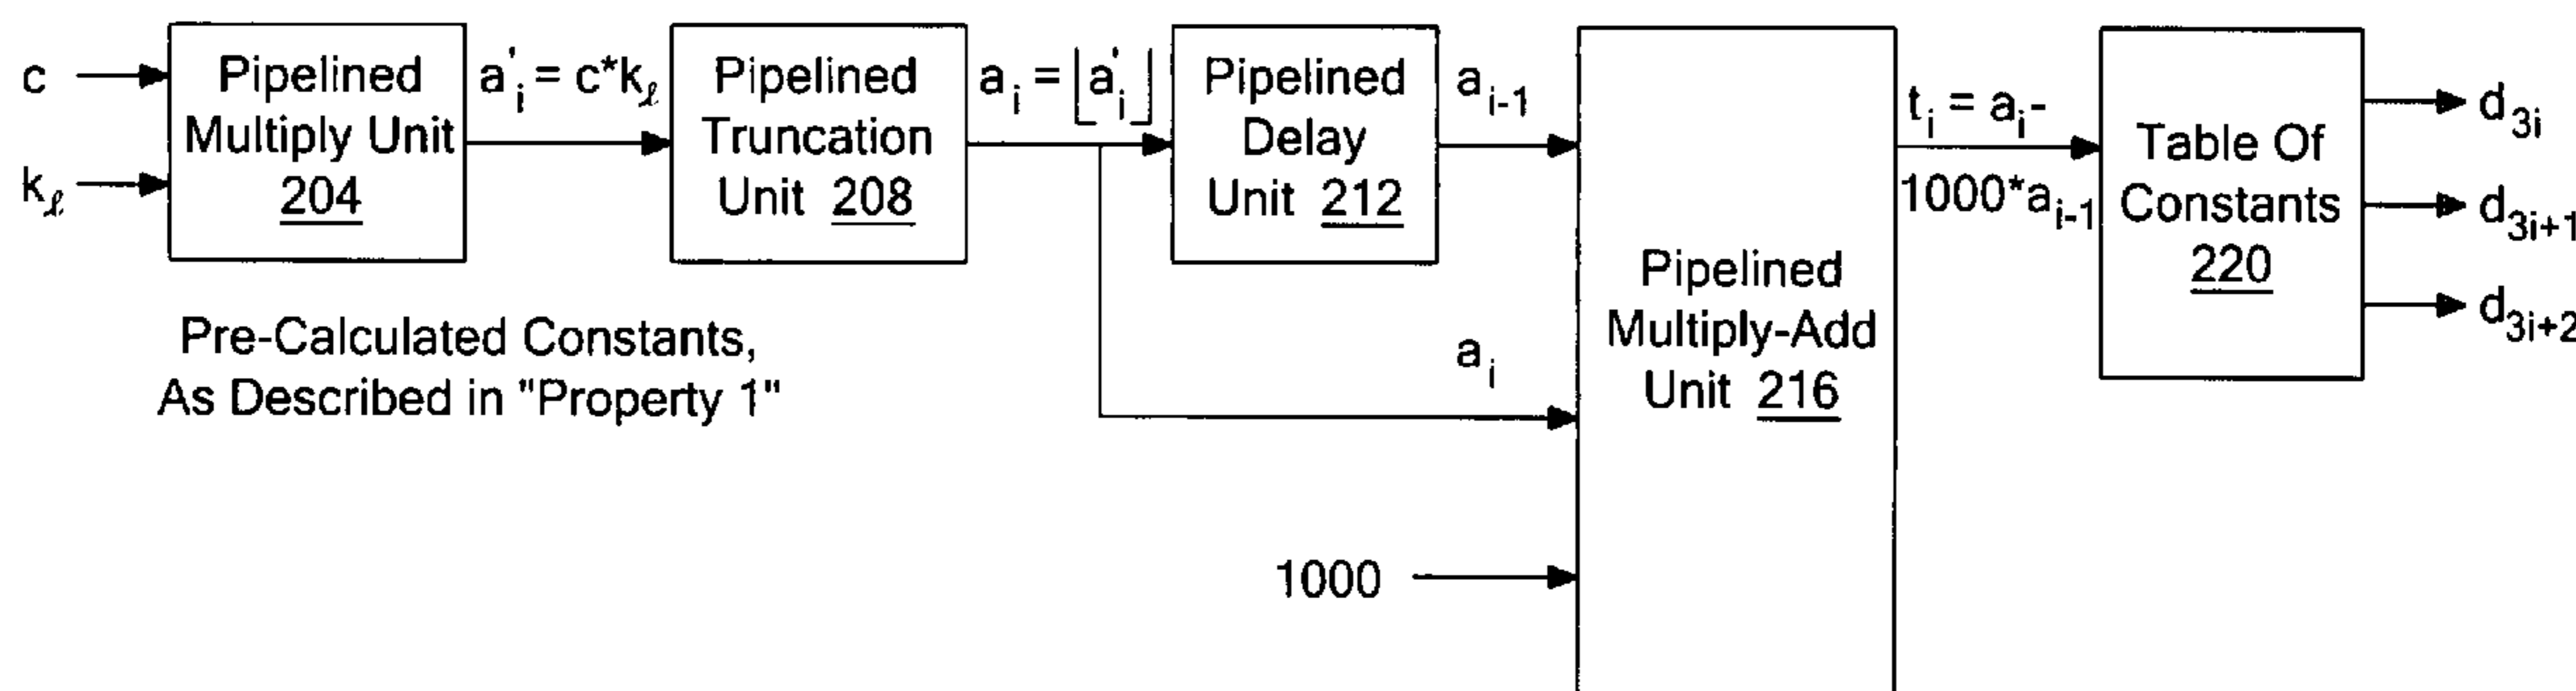 c
kℓ
Pipelined
Multiply Unit
204
a'i = c*kℓ
Pipelined
Truncation
Unit 208
ai = ⌊a'i⌋
Pipelined
Delay
Unit 212
ai-1
ai
1000
Pipelined
Multiply-Add
Unit 216
ti = ai-
1000*ai-1
Table Of
Constants
220
d3i
d3i+1
d3i+2
Pre-Calculated Constants,
As Described in "Property 1"